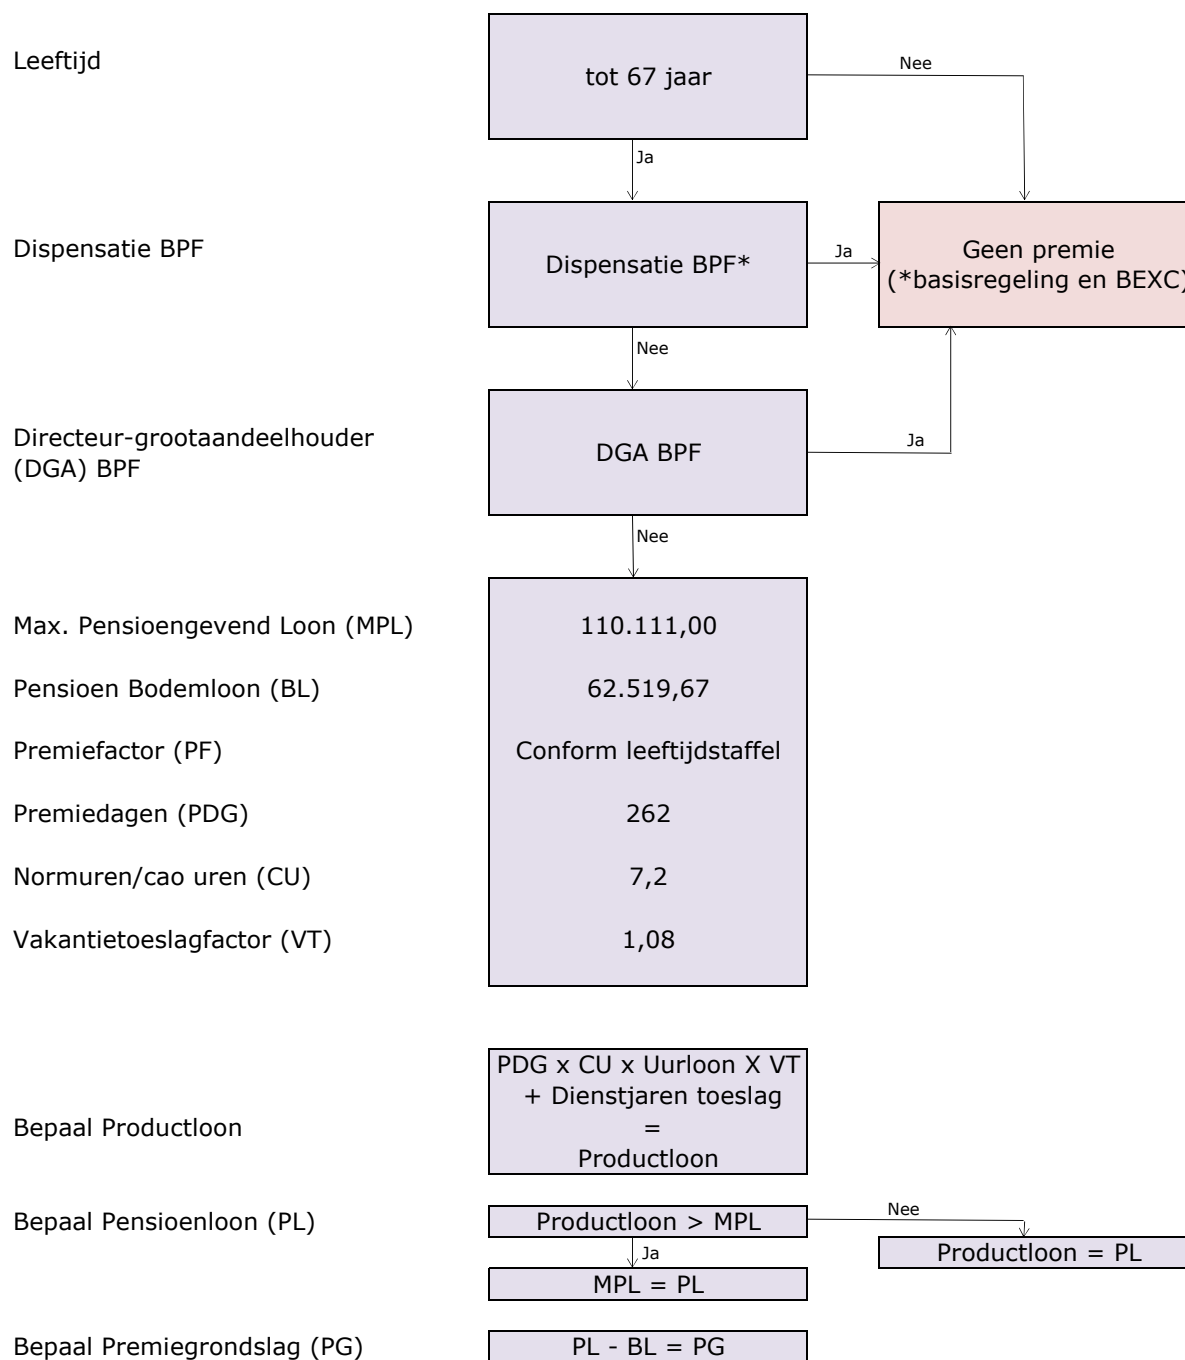 Leeftijd
tot 67 jaar
Nee
Ja
Dispensatie BPF
Dispensatie BPF*
Ja
Geen premie
(*basisregeling en BEXC)
Nee
Directeur-grootaandeelhouder
(DGA) BPF
DGA BPF
Ja
Nee
Max. Pensioengevend Loon (MPL)
110.111,00
Pensioen Bodemloon (BL)
62.519,67
Premiefactor (PF)
Conform leeftijdstaffel
Premiedagen (PDG)
262
Normuren/cao uren (CU)
7,2
Vakantietoeslagfactor (VT)
1,08
Bepaal Productloon
PDG x CU x Uurloon X VT
+ Dienstjaren toeslag
=
Productloon
Bepaal Pensioenloon (PL)
Productloon > MPL
Nee
Productloon = PL
Ja
MPL = PL
Bepaal Premiegrondslag (PG)
PL - BL = PG